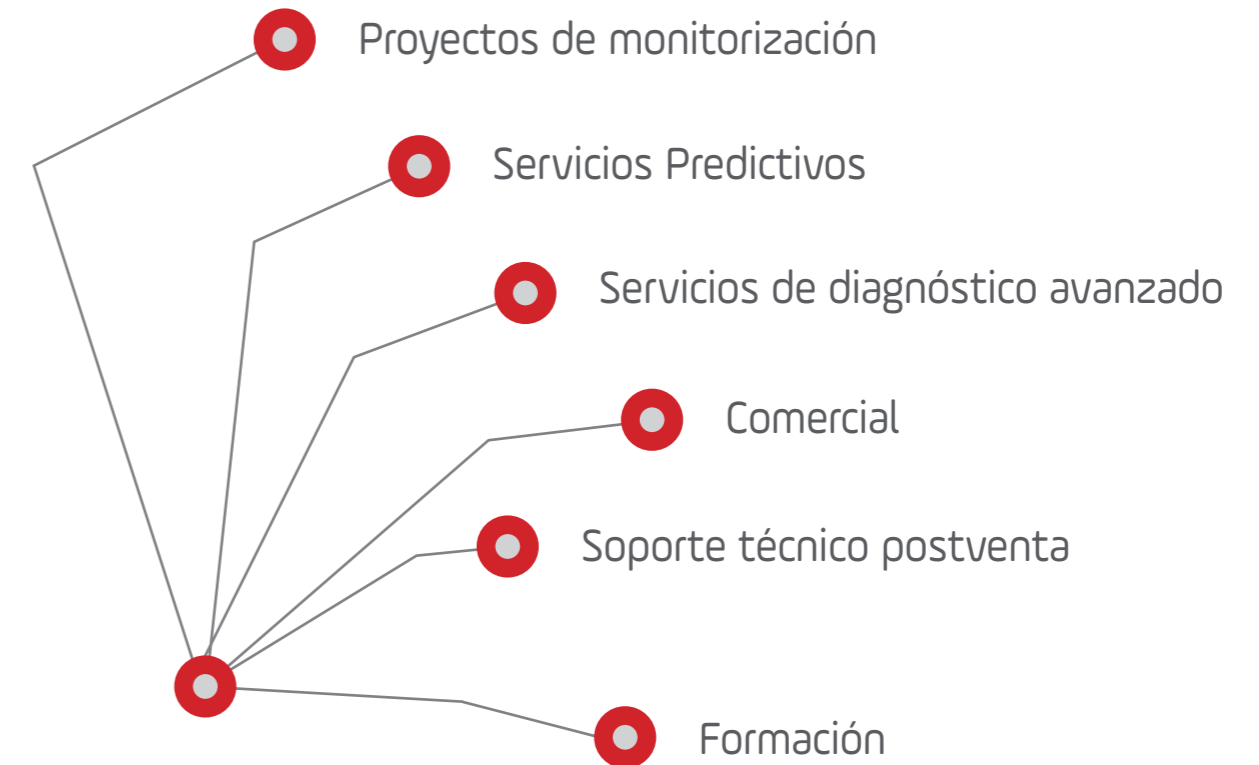 Proyectos de monitorización
Servicios Predictivos
Servicios de diagnóstico avanzado
Comercial
Soporte técnico postventa
Formación